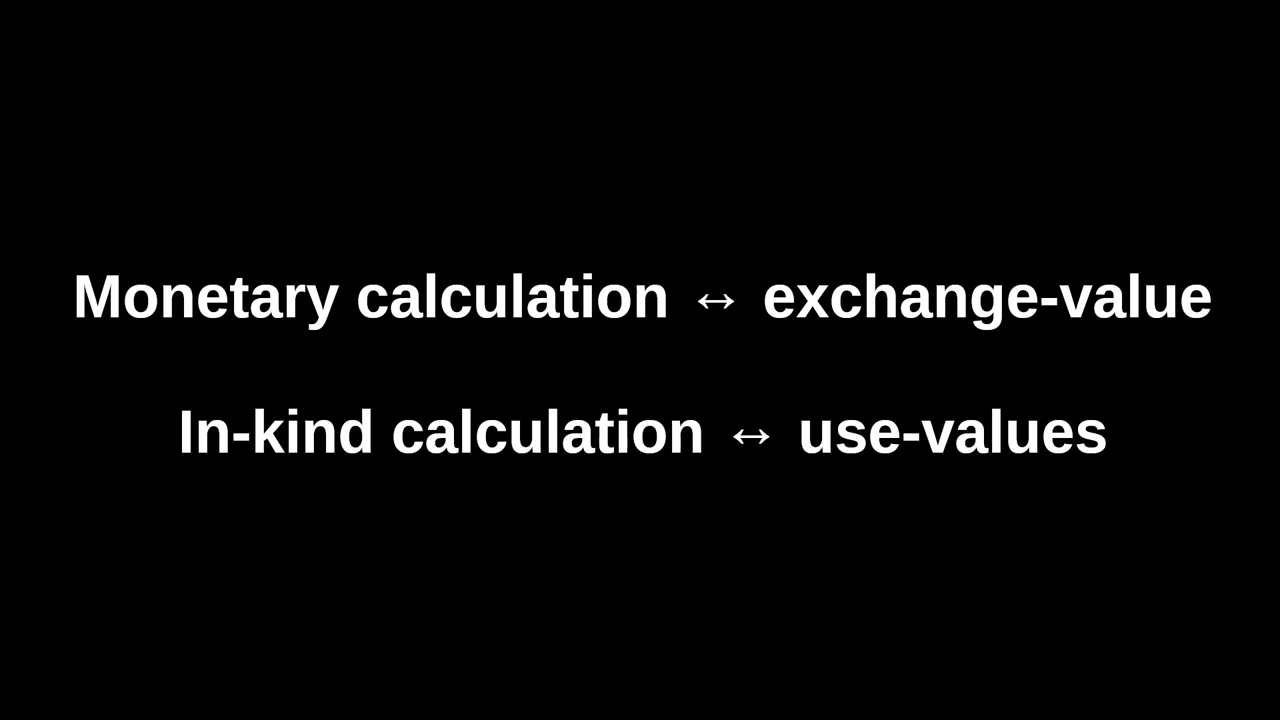 Monetary calculation ↔ exchange-value
In-kind calculation ↔ use-values